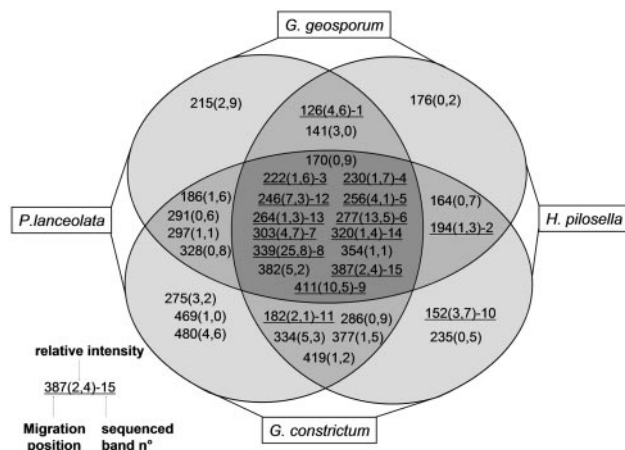 G. geosporum
215(2,9)
126(4,6)-1
176(0,2)
141(3,0)
170(0,9)
222(1,6)-3 230(1,7)-4
186(1,6) 246(7,3)-12 256(4,1)-5 164(0,7)
P.lanceolata 291(0,6) 264(1,3)-13 277(13,5)-6 H. pilosella
297(1,1) 303(4,7)-7 320(1,4)-14 194(1,3)-2
328(0,8) 339(25,8)-8 354(1,1)
382(5,2) 387(2,4)-15
411(10,5)-9
275(3,2)
469(1,0) 182(2,1)-11 286(0,9) 152(3,7)-10
480(4,6) 334(5,3) 377(1,5) 235(0,5)
419(1,2)
relative intensity
387(2,4)-15
Migration sequenced
position band n°
G. constrictum